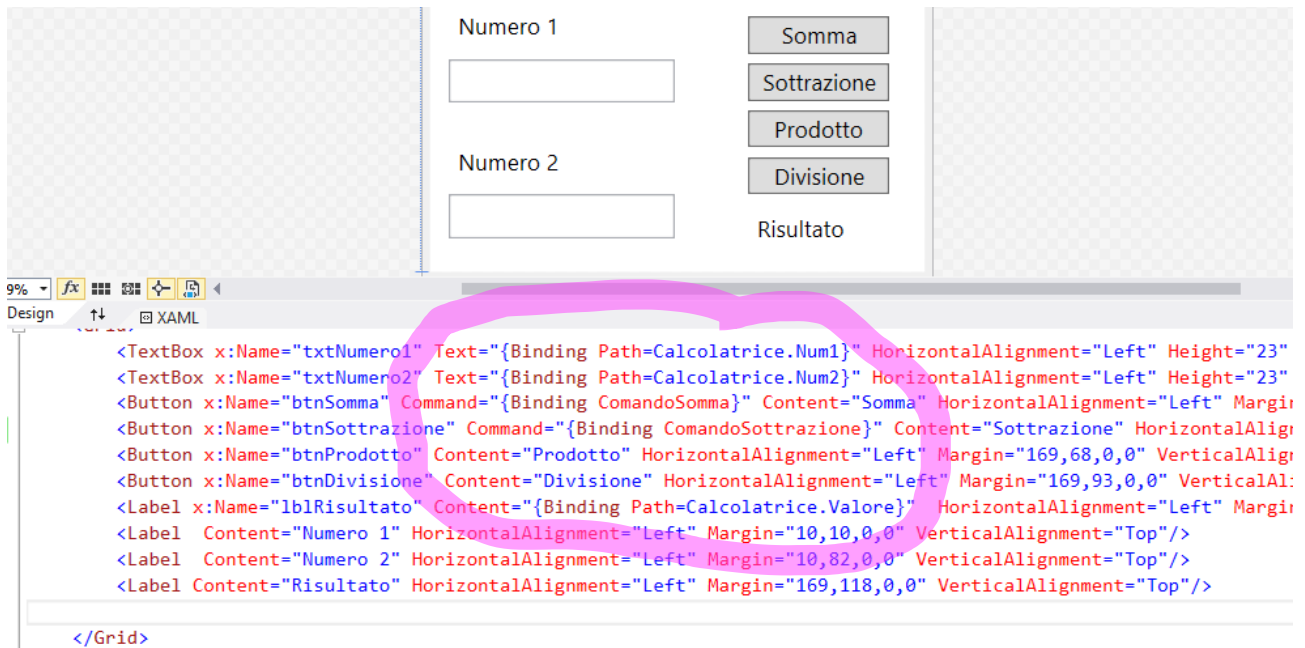 Numero 1
Somma
Sottrazione
Prodotto
Numero 2
Divisione
Risultato
9%
fx
Design
XAML
<TextBox x:Name="txtNumero1" Text="{Binding Path=Calcolatrice.Num1}" HorizontalAlignment="Left" Height="23"
<TextBox x:Name="txtNumero2" Text="{Binding Path=Calcolatrice.Num2}" HorizontalAlignment="Left" Height="23"
<Button x:Name="btnSomma" Command="{Binding ComandoSomma}" Content="Somma" HorizontalAlignment="Left" Margin
<Button x:Name="btnSottrazione" Command="{Binding ComandoSottrazione}" Content="Sottrazione" HorizontalAlign
<Button x:Name="btnProdotto" Content="Prodotto" HorizontalAlignment="Left" Margin="169,68,0,0" VerticalAlign
<Button x:Name="btnDivisione" Content="Divisione" HorizontalAlignment="Left" Margin="169,93,0,0" VerticalAli
<Label x:Name="lblRisultato" Content="{Binding Path=Calcolatrice.Valore}" HorizontalAlignment="Left" Margin
<Label Content="Numero 1" HorizontalAlignment="Left" Margin="10,10,0,0" VerticalAlignment="Top"/>
<Label Content="Numero 2" HorizontalAlignment="Left" Margin="10,82,0,0" VerticalAlignment="Top"/>
<Label Content="Risultato" HorizontalAlignment="Left" Margin="169,118,0,0" VerticalAlignment="Top"/>
</Grid>